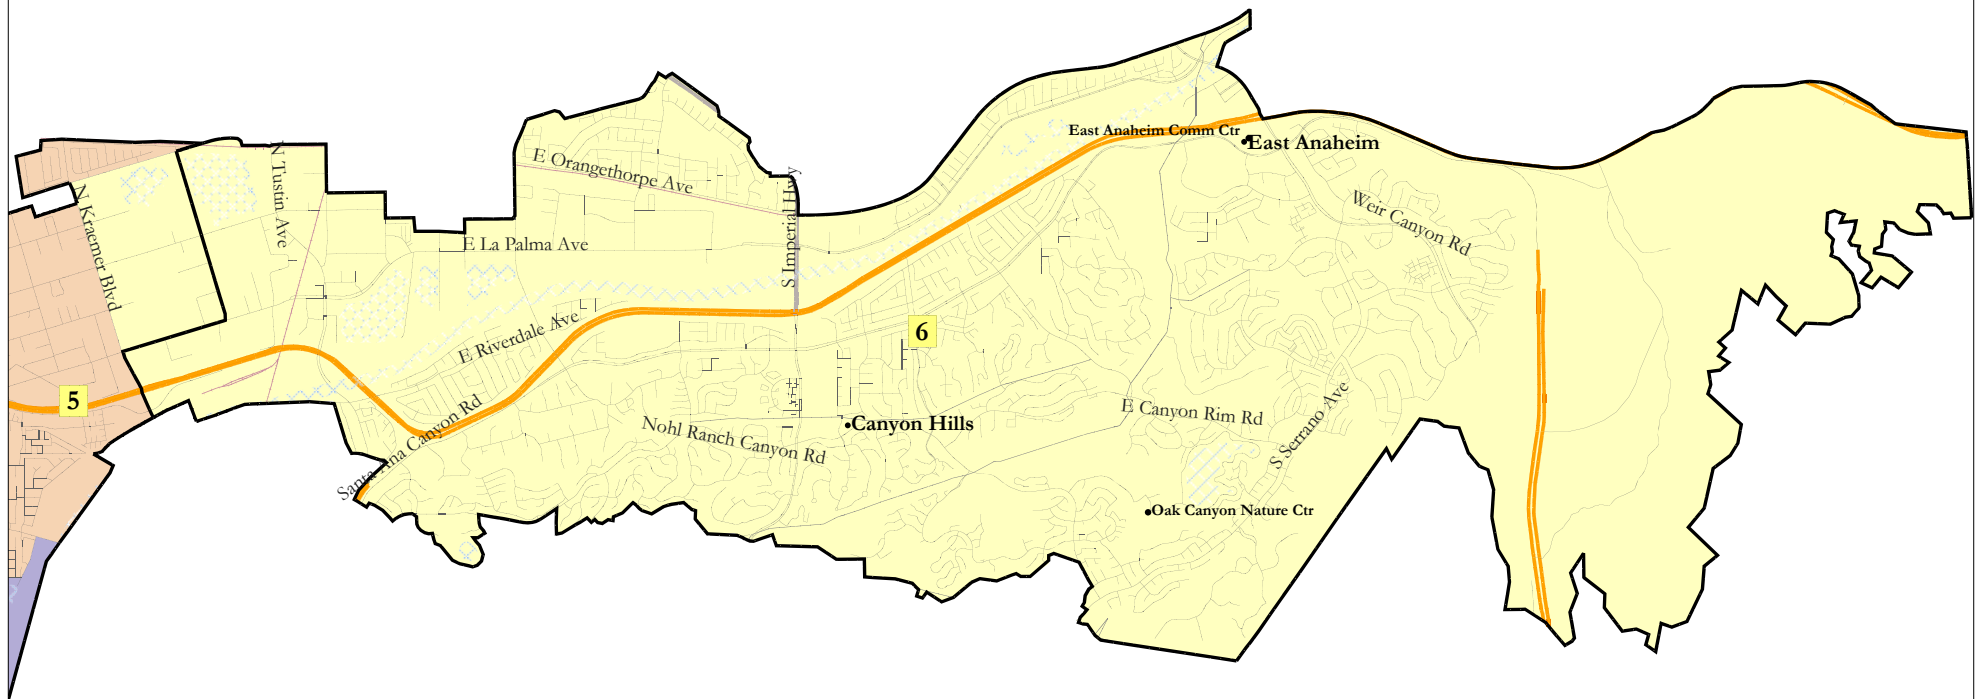 East Anaheim Comm Ctr
East Anaheim
E Orangethorpe Ave
N Tustin Ave
N Kraemer Blvd
S Imperial Hwy
Weir Canyon Rd
E La Palma Ave
E Riverdale Ave
6
5
Santa Ana Canyon Rd
Nohl Ranch Canyon Rd
Canyon Hills
E Canyon Rim Rd
S Serrano Ave
Oak Canyon Nature Ctr